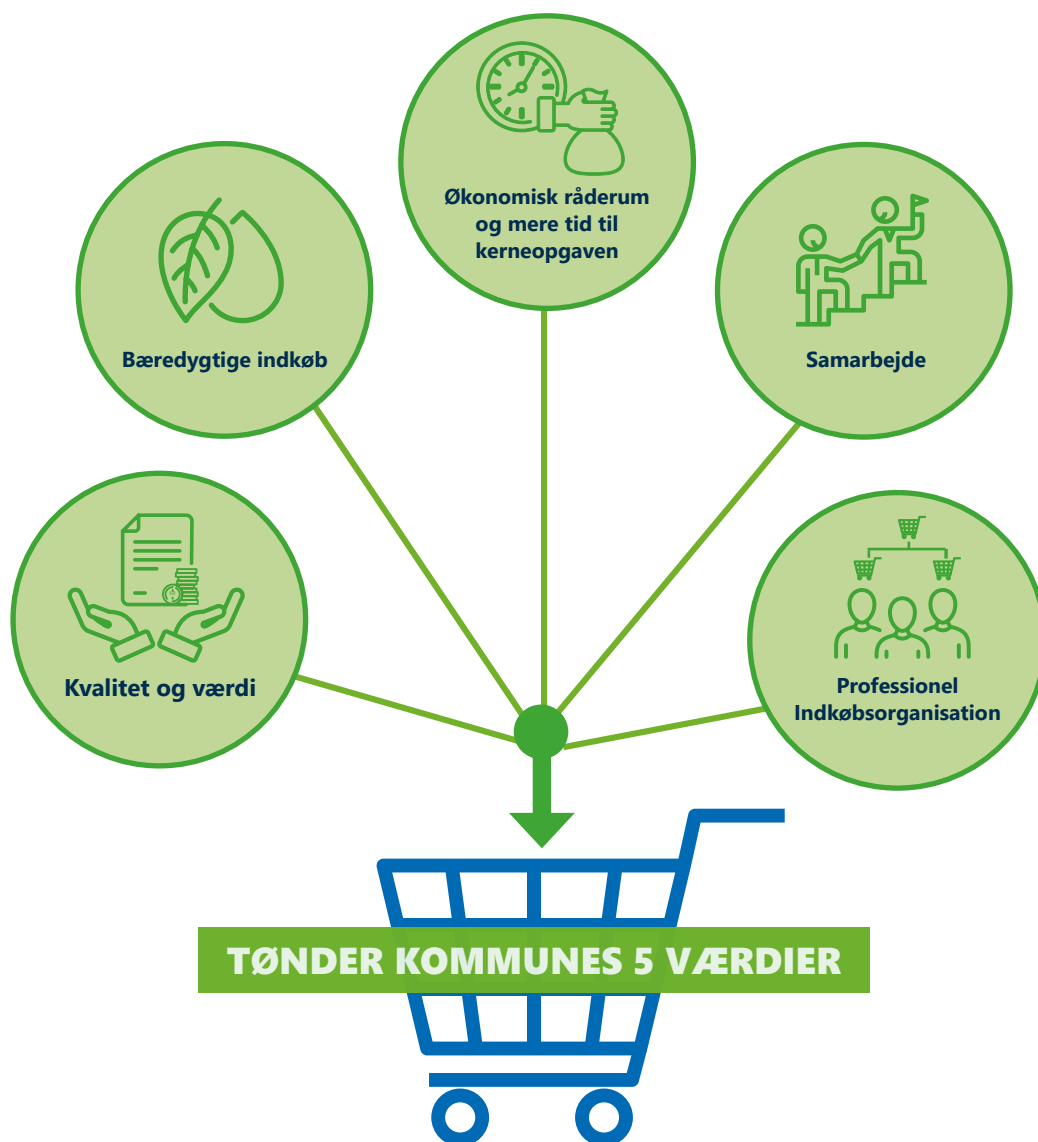 Økonomisk råderum
og mere tid til
kerneopgaven
Bæredygtige indkøb
Samarbejde
Kvalitet og værdi
Professionel
Indkøbsorganisation
TØNDER KOMMUNES 5 VÆRDIER